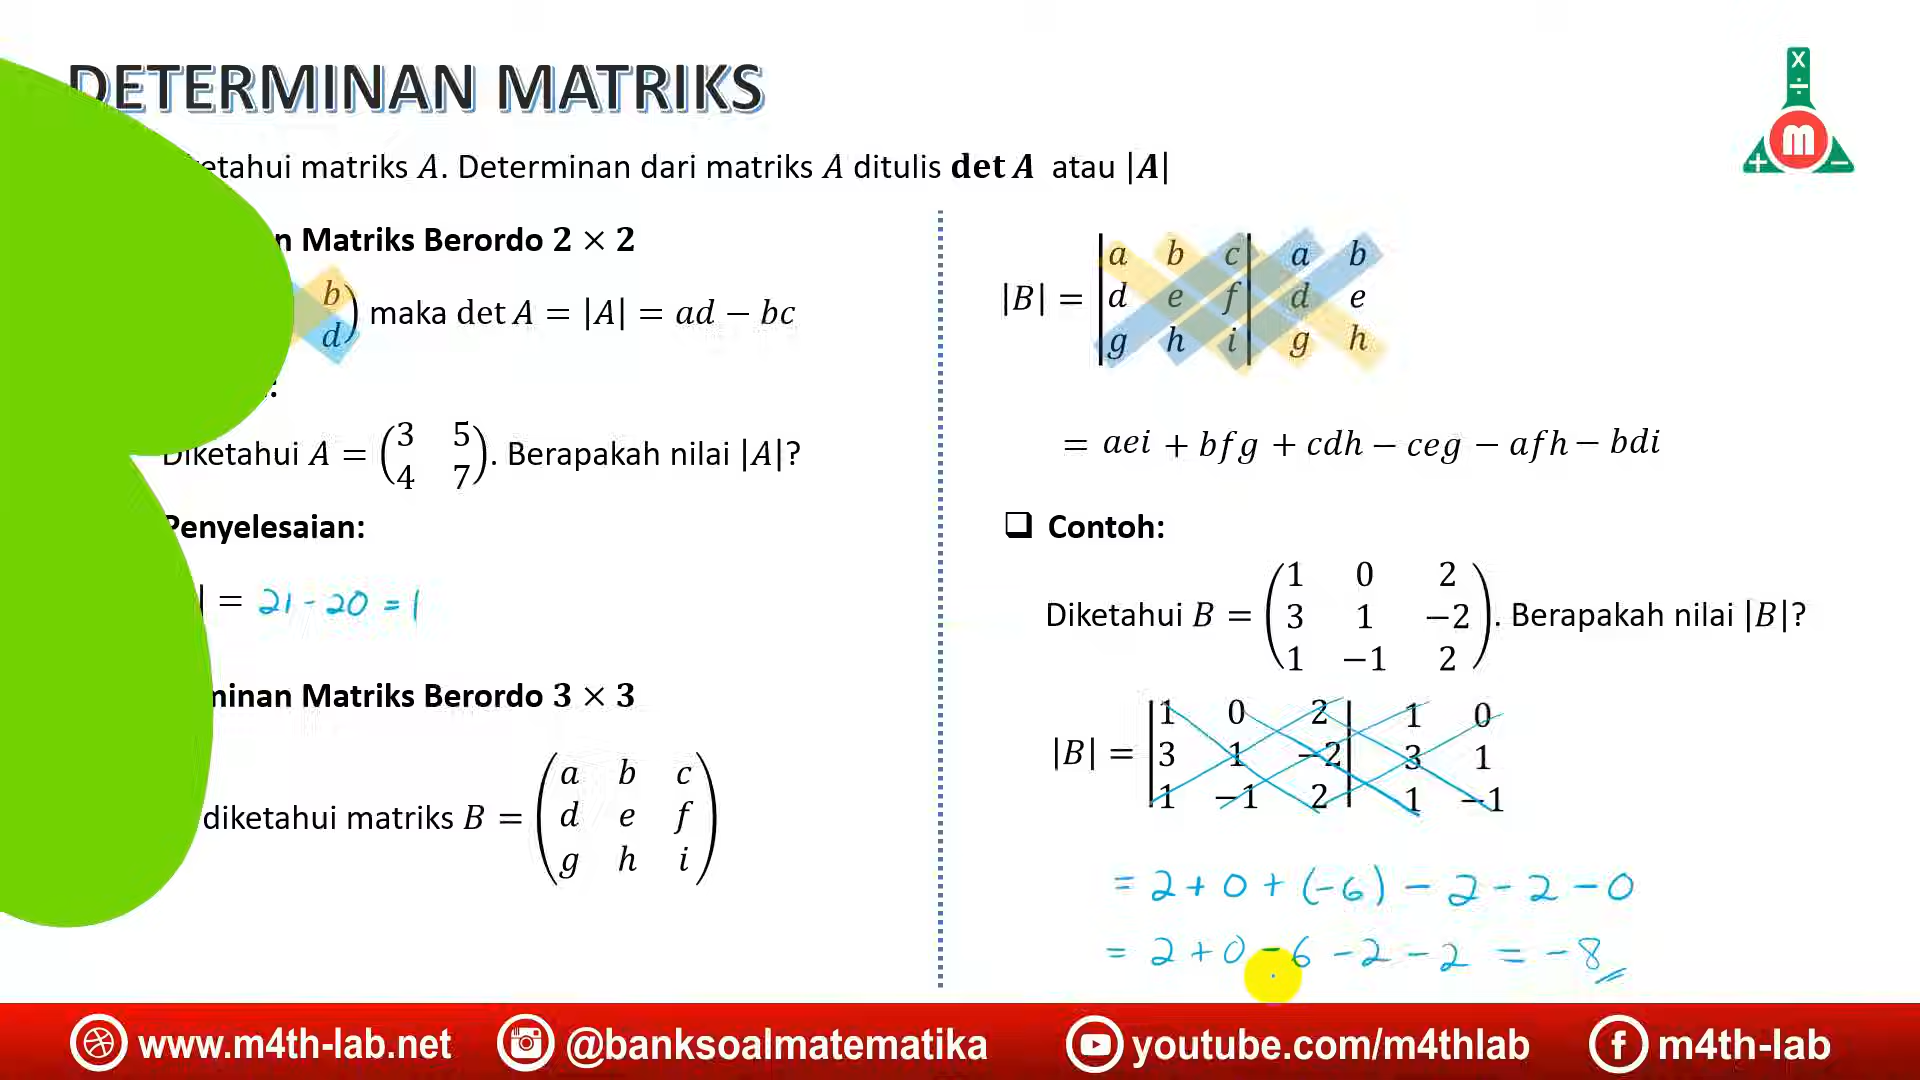 DETERMINAN MATRIKS
etahui matriks A. Determinan dari matriks A ditulis det A atau |A|
n Matriks Berordo 2 × 2
b
d) maka det A = |A| = ad − bc
:
Diketahui A = (3 5
4 7). Berapakah nilai |A|?
Penyelesaian:
| = 21 - 20 = 1
minan Matriks Berordo 3 × 3
diketahui matriks B = (a b c
d e f
g h i)
|B| = |a b c| a b
d e f d e
g h i g h
= aei + bfg + cdh − ceg − afh − bdi
❑ Contoh:
Diketahui B = (1 0 2
3 1 −2
1 −1 2). Berapakah nilai |B|?
|B| = |1 0 2| 1 0
3 1 −2 3 1
1 −1 2 1 −1
= 2 + 0 + (-6) - 2 - 2 - 0
= 2 + 0 - 6 - 2 - 2 = - 8
x ÷ m + −
www.m4th-lab.net @banksoalmatematika youtube.com/m4thlab f m4th-lab